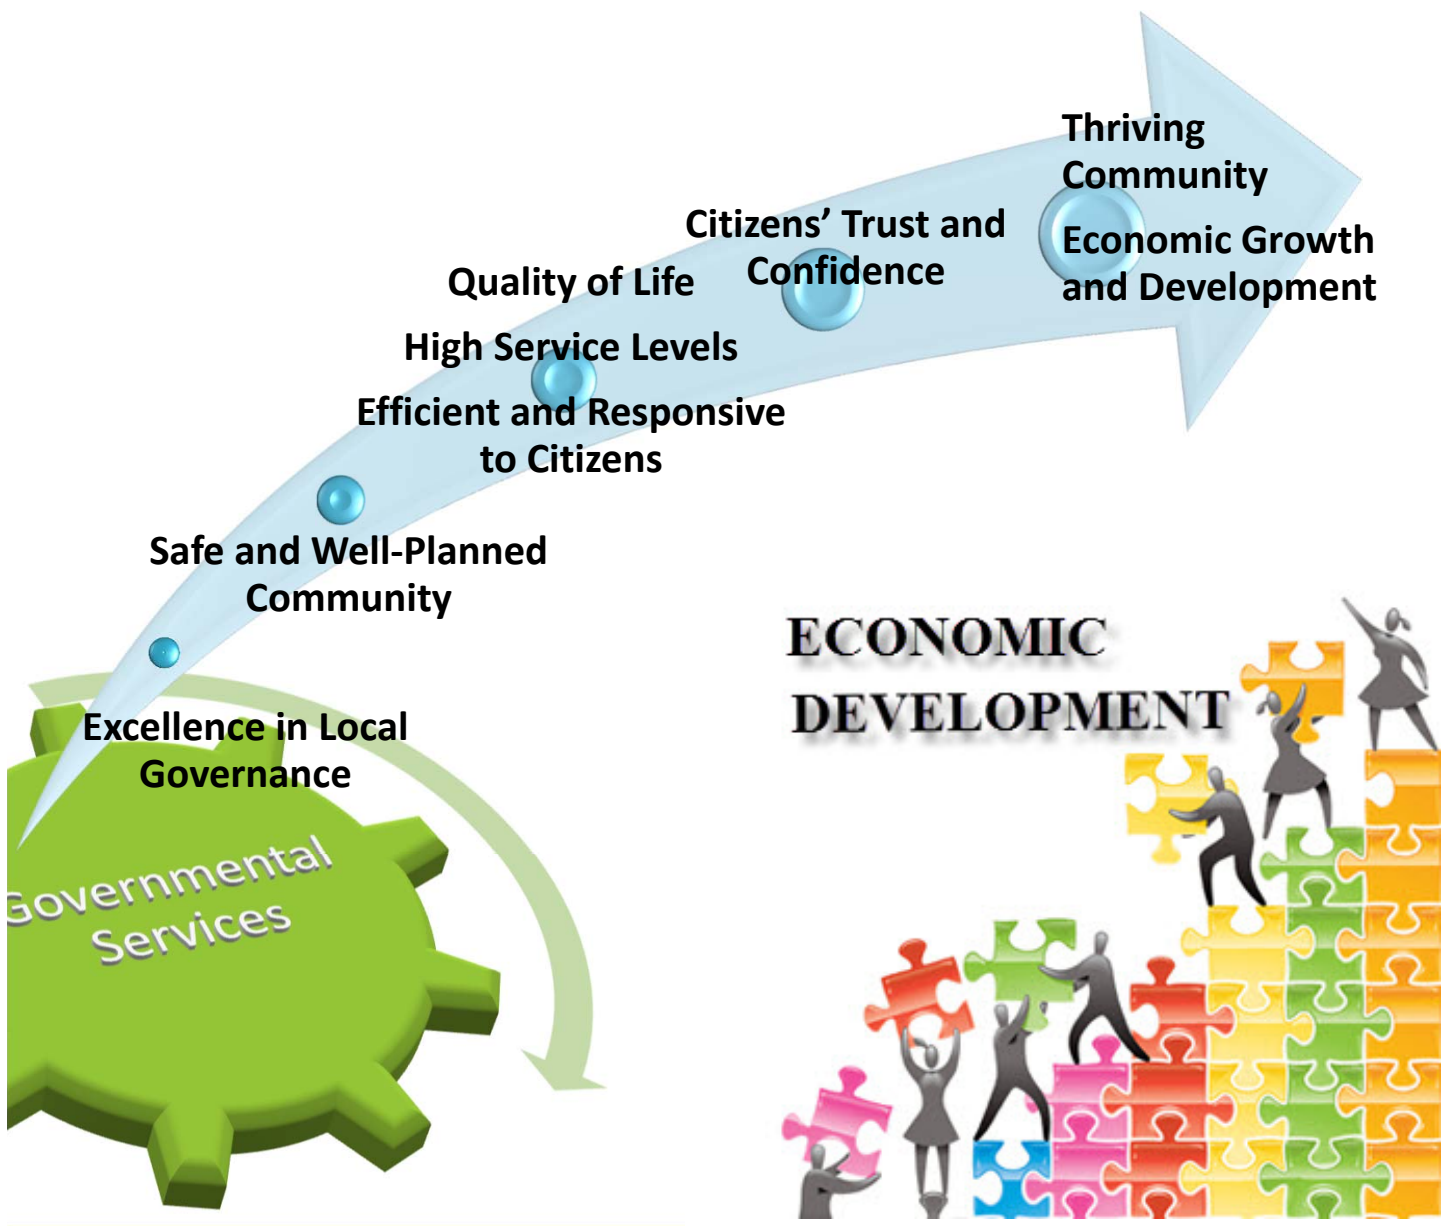 Thriving
Community
Economic Growth
and Development
Citizens’ Trust and
Confidence
Quality of Life
High Service Levels
Efficient and Responsive
to Citizens
Safe and Well-Planned
Community
Excellence in Local
Governance
Governmental
Services
ECONOMIC
DEVELOPMENT